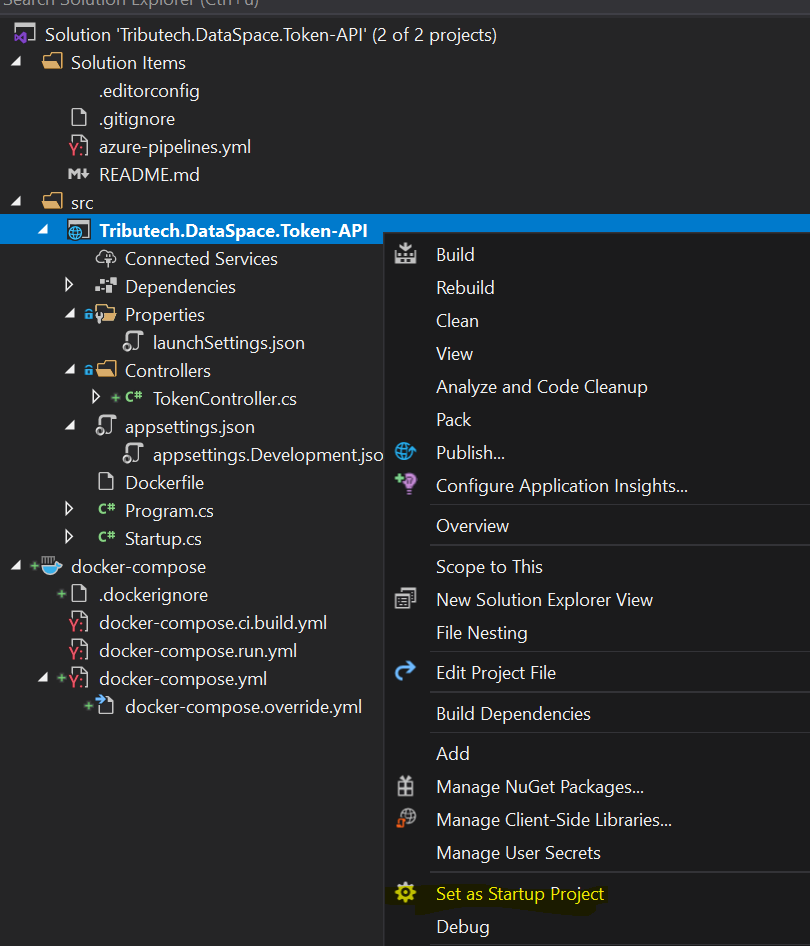 Search Solution Explorer (Ctrl+ü)
Solution 'Tributech.DataSpace.Token-API' (2 of 2 projects)
Solution Items
.editorconfig
.gitignore
azure-pipelines.yml
README.md
src
Tributech.DataSpace.Token-API
Connected Services
Dependencies
Properties
launchSettings.json
Controllers
TokenController.cs
appsettings.json
appsettings.Development.jso
Dockerfile
Program.cs
Startup.cs
docker-compose
.dockerignore
docker-compose.ci.build.yml
docker-compose.run.yml
docker-compose.yml
docker-compose.override.yml
Build
Rebuild
Clean
View
Analyze and Code Cleanup
Pack
Publish...
Configure Application Insights...
Overview
Scope to This
New Solution Explorer View
File Nesting
Edit Project File
Build Dependencies
Add
Manage NuGet Packages...
Manage Client-Side Libraries...
Manage User Secrets
Set as Startup Project
Debug